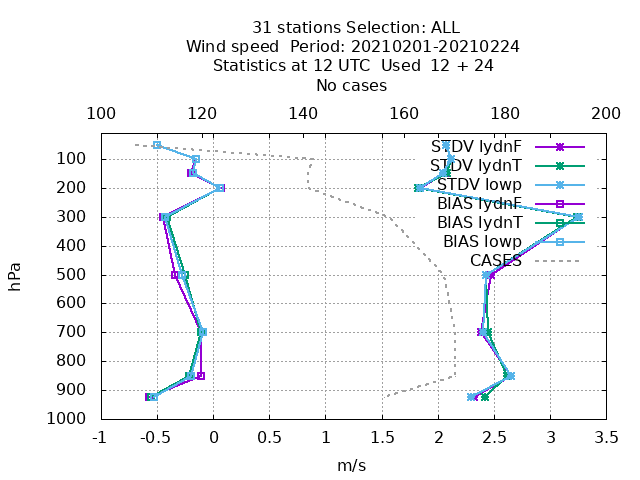 31 stations Selection: ALL
Wind speed  Period: 20210201-20210224
Statistics at 12 UTC  Used  12 + 24
No cases
100 120 140 160 180 200
STDV lydnF
100
STDV lydnT
200
STDV lowp
BIAS lydnF
300
BIAS lydnT
400
BIAS lowp
CASES
500
hPa
600
700
800
900
1000
-1 -0.5 0 0.5 1 1.5 2 2.5 3 3.5
m/s